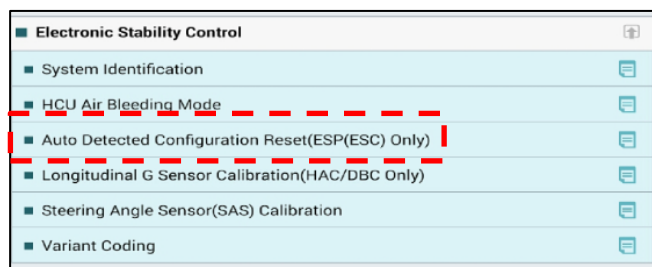 Electronic Stability Control
System Identification
HCU Air Bleeding Mode
Auto Detected Configuration Reset(ESP(ESC) Only)
Longitudinal G Sensor Calibration(HAC/DBC Only)
Steering Angle Sensor(SAS) Calibration
Variant Coding